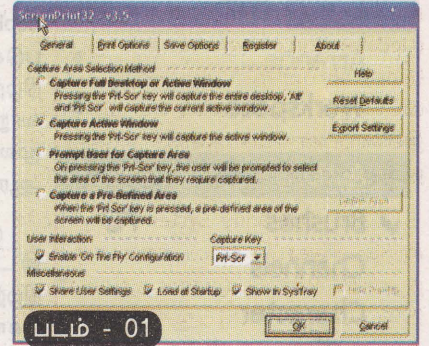 ScreenPrint32 - v3.5
General Print Options Save Options Register About
Capture Area Selection Method
Capture Full Desktop or Active Window
Pressing the 'Prt-Scr' key will capture the entire desktop, 'Alt'
and 'Prt Scr' will capture the current active window.
Capture Active Window
Pressing the 'Prt-Scr' key will capture the active window.
Prompt User for Capture Area
On pressing the 'Prt-Scr' key, the user will be prompted to select
the area of the screen that they require captured.
Capture a Pre-Defined Area
When the 'Prt Scr' key is pressed, a pre-defined area of the
screen will be captured.
Help
Reset Defaults
Export Settings
Define Area
User Interaction
Enable 'On The Fly' Configuration
Capture Key
Prt-Scr
Miscellaneous
Share User Settings Load at Startup Show in SysTray
படம் - 01
OK Cancel